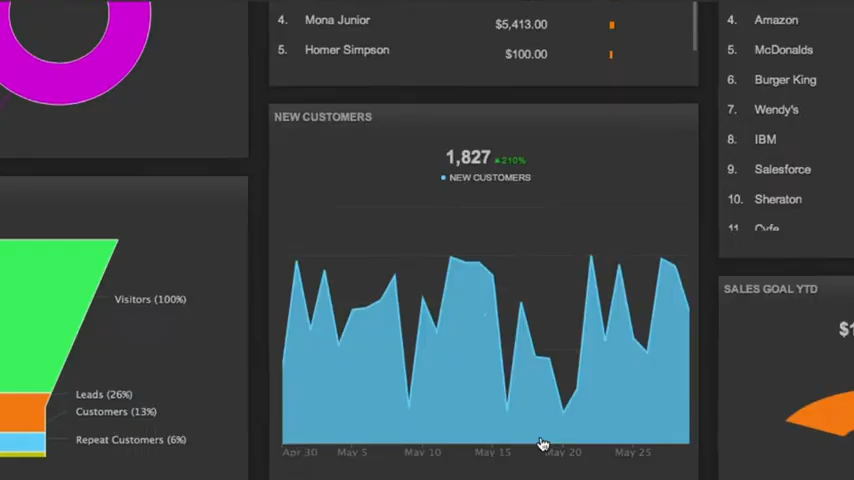 4. Mona Junior $5,413.00
5. Homer Simpson $100.00
NEW CUSTOMERS
1,827 210%
NEW CUSTOMERS
Apr 30 May 5 May 10 May 15 May 20 May 25
Visitors (100%)
Leads (26%)
Customers (13%)
Repeat Customers (6%)
4. Amazon
5. McDonalds
6. Burger King
7. Wendy's
8. IBM
9. Salesforce
10. Sheraton
11. Cyfe
SALES GOAL YTD